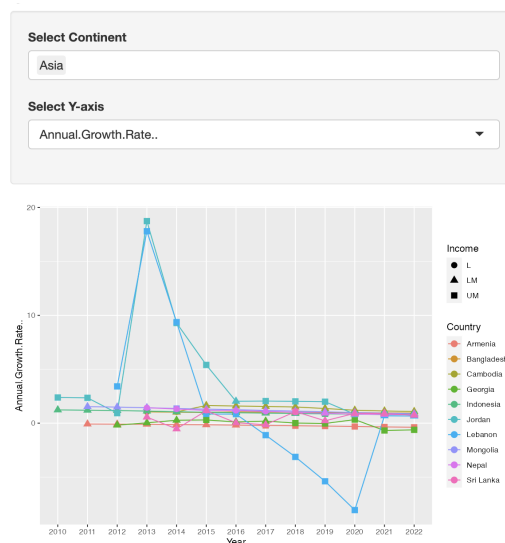 Select Continent
Asia
Select Y-axis
Annual.Growth.Rate..
20
10
0
Annual.Growth.Rate..
2010 2011 2012 2013 2014 2015 2016 2017 2018 2019 2020 2021 2022
Year
Income
L
LM
UM
Country
Armenia
Bangladesh
Cambodia
Georgia
Indonesia
Jordan
Lebanon
Mongolia
Nepal
Sri Lanka